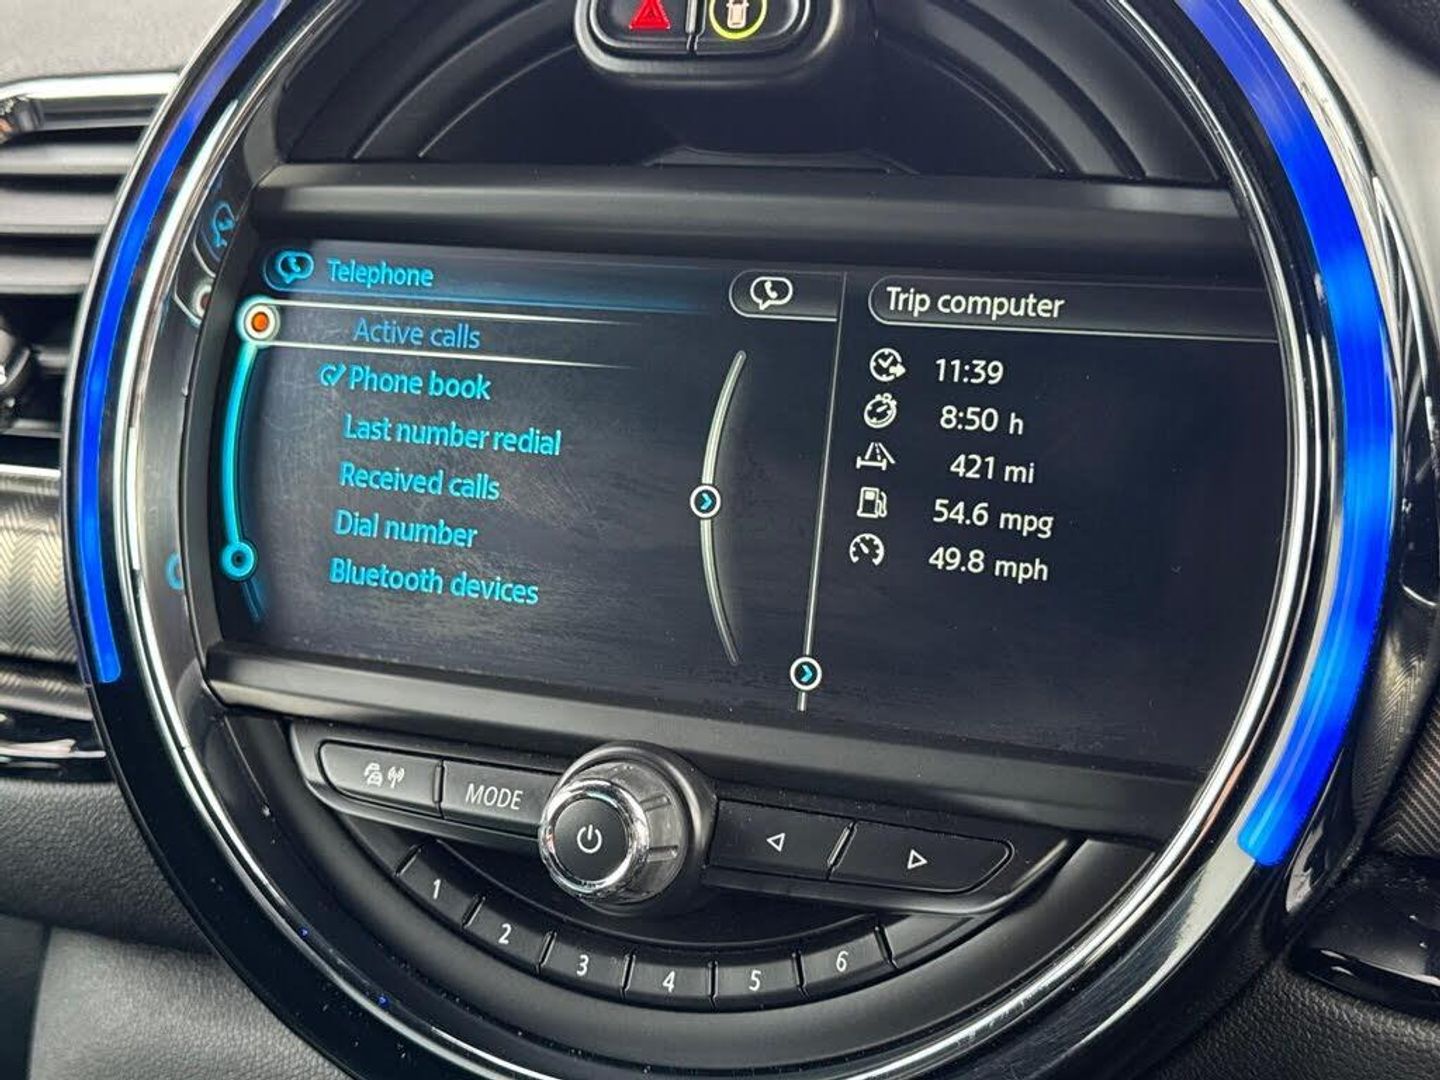 Telephone
Active calls
Phone book
Last number redial
Received calls
Dial number
Bluetooth devices
Trip computer
11:39
8:50 h
421 mi
54.6 mpg
49.8 mph
MODE
1
2
3
4
5
6